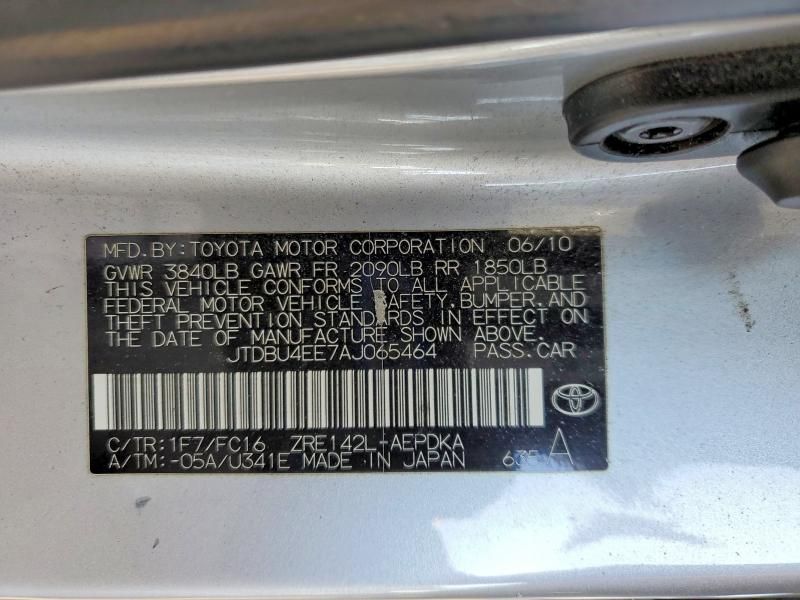 MFD.BY:TOYOTA MOTOR CORPORATION 06/10
GVWR 3840LB GAWR FR 2090LB RR 1850LB
THIS VEHICLE CONFORMS TO ALL APPLICABLE
FEDERAL MOTOR VEHICLE SAFETY,BUMPER,AND
THEFT PREVENTION STANDARDS IN EFFECT ON
THE DATE OF MANUFACTURE SHOWN ABOVE.
JTDBU4EE7AJ065464 PASS.CAR
C/TR:1F7/FC16 ZRE142L-AEPDKA
A/TM:-05A/U341E MADE IN JAPAN A